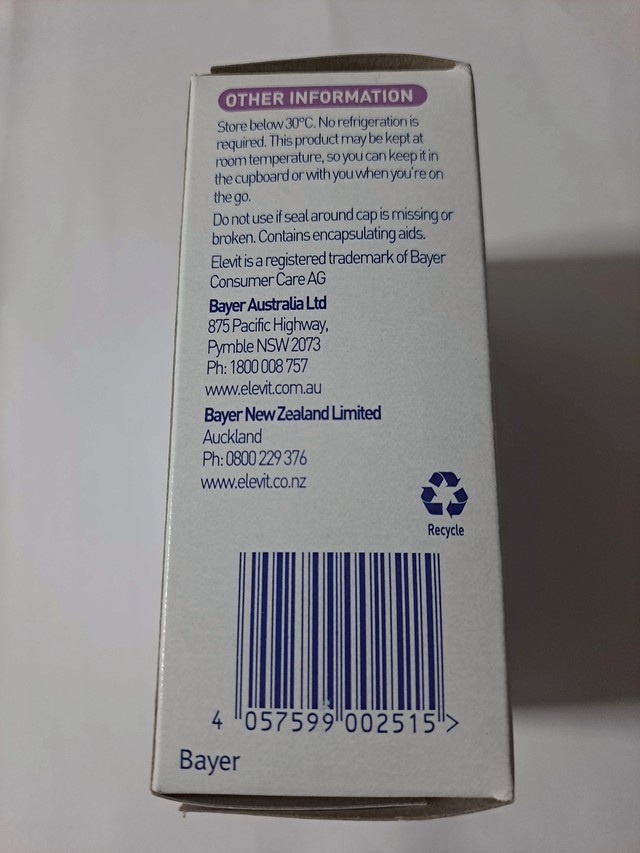 OTHER INFORMATION
Store below 30°C. No refrigeration is
required. This product may be kept at
room temperature, so you can keep it in
the cupboard or with you when you're on
the go.
Do not use if seal around cap is missing or
broken. Contains encapsulating aids.
Elevit is a registered trademark of Bayer
Consumer Care AG
Bayer Australia Ltd
875 Pacific Highway,
Pymble NSW 2073
Ph: 1800 008 757
www.elevit.com.au
Bayer New Zealand Limited
Auckland
Ph: 0800 229 376
www.elevit.co.nz
Recycle
4 057599 002515 >
Bayer